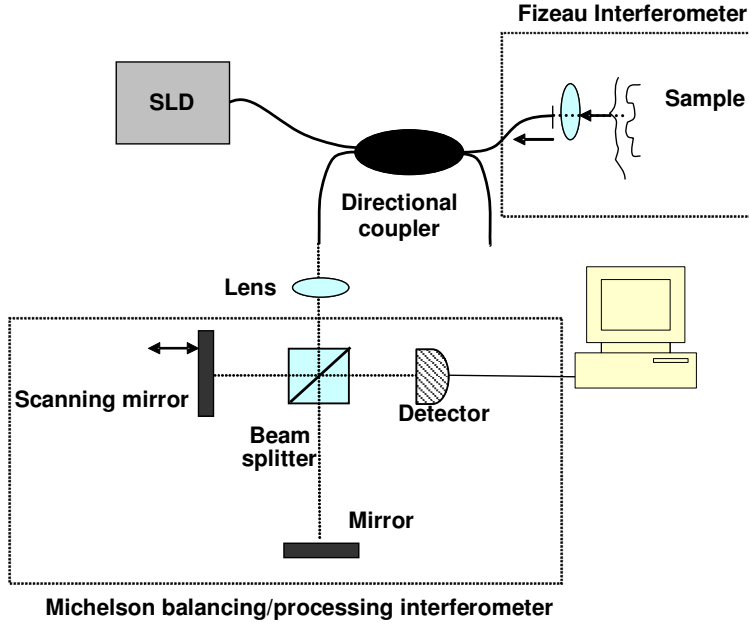 Fizeau Interferometer
SLD
Sample
Directional
coupler
Lens
Scanning mirror
Detector
Beam
splitter
Mirror
Michelson balancing/processing interferometer